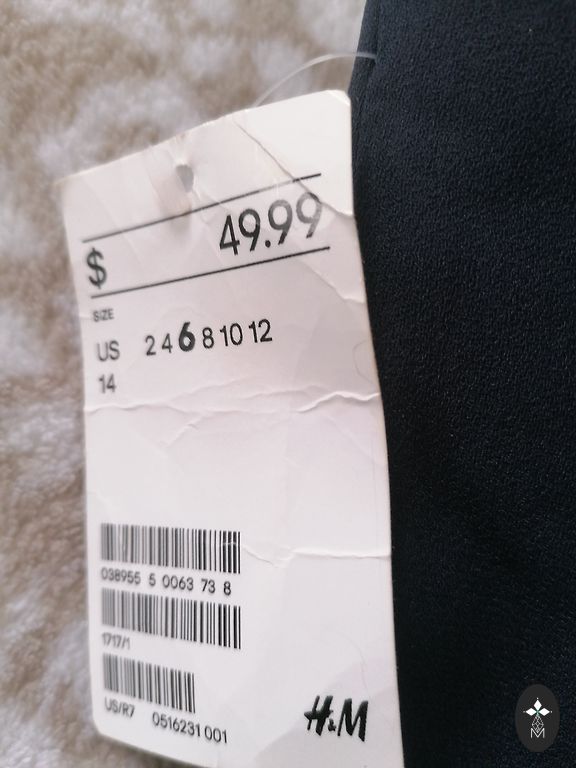 $ 49.99
SIZE
US 2 4 6 8 10 12
14
038955 5 0063 73 8
1717/1
US/R7 0516231 001
H&M
M